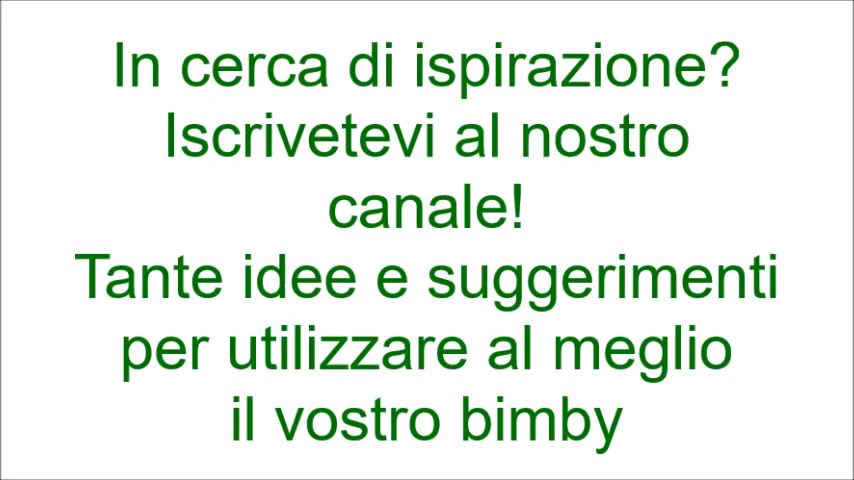 In cerca di ispirazione?
Iscrivetevi al nostro
canale!
Tante idee e suggerimenti
per utilizzare al meglio
il vostro bimby